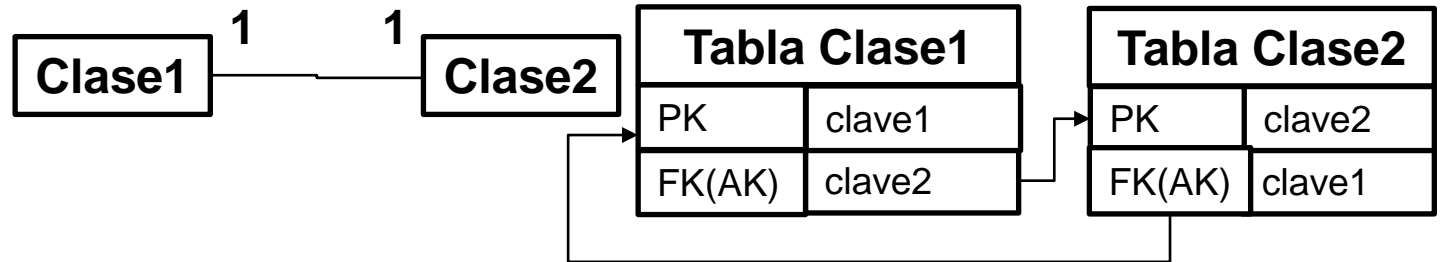 1 1
Clase1 Clase2
Tabla Clase1
PK clave1
FK(AK) clave2
Tabla Clase2
PK clave2
FK(AK) clave1